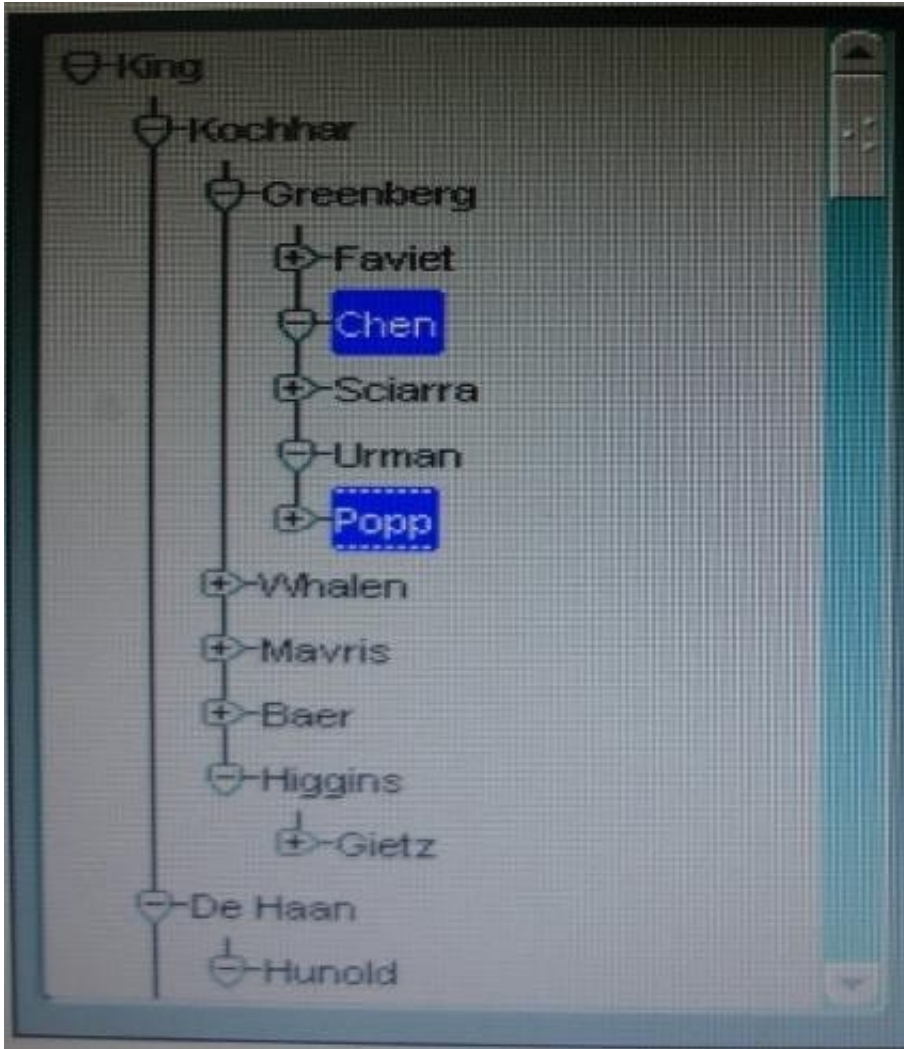 King
Kochhar
Greenberg
Faviet
Chen
Sciarra
Urman
Popp
Whalen
Mavris
Baer
Higgins
Gietz
De Haan
Hunold